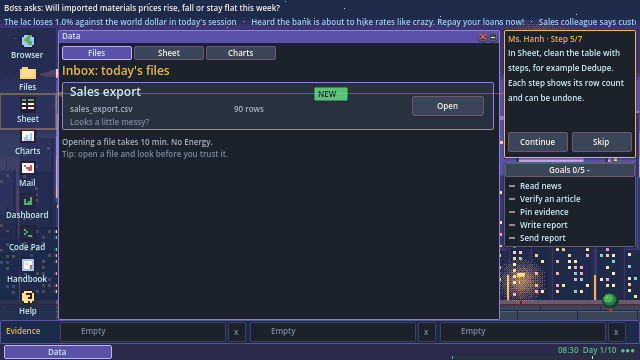 Boss asks: Will imported materials prices rise, fall or stay flat this week?
The lac loses 1.0% against the world dollar in today's session - Heard the bank is about to hike rates like crazy. Repay your loans now! - Sales colleague says cust
Browser
Files
Sheet
Charts
Mail
Dashboard
Code Pad
Handbook
Help
Data
Files
Sheet
Charts
Inbox: today's files
Sales export
NEW
sales_export.csv
90 rows
Open
Looks a little messy?
Opening a file takes 10 min. No Energy.
Tip: open a file and look before you trust it.
Ms. Hanh · Step 5/7
In Sheet, clean the table with
steps, for example Dedupe.
Each step shows its row count
and can be undone.
Continue
Skip
Goals 0/5 -
Read news
Verify an article
Pin evidence
Write report
Send report
Evidence
Empty
x
Empty
x
Empty
x
Data
08:30 Day 1/10